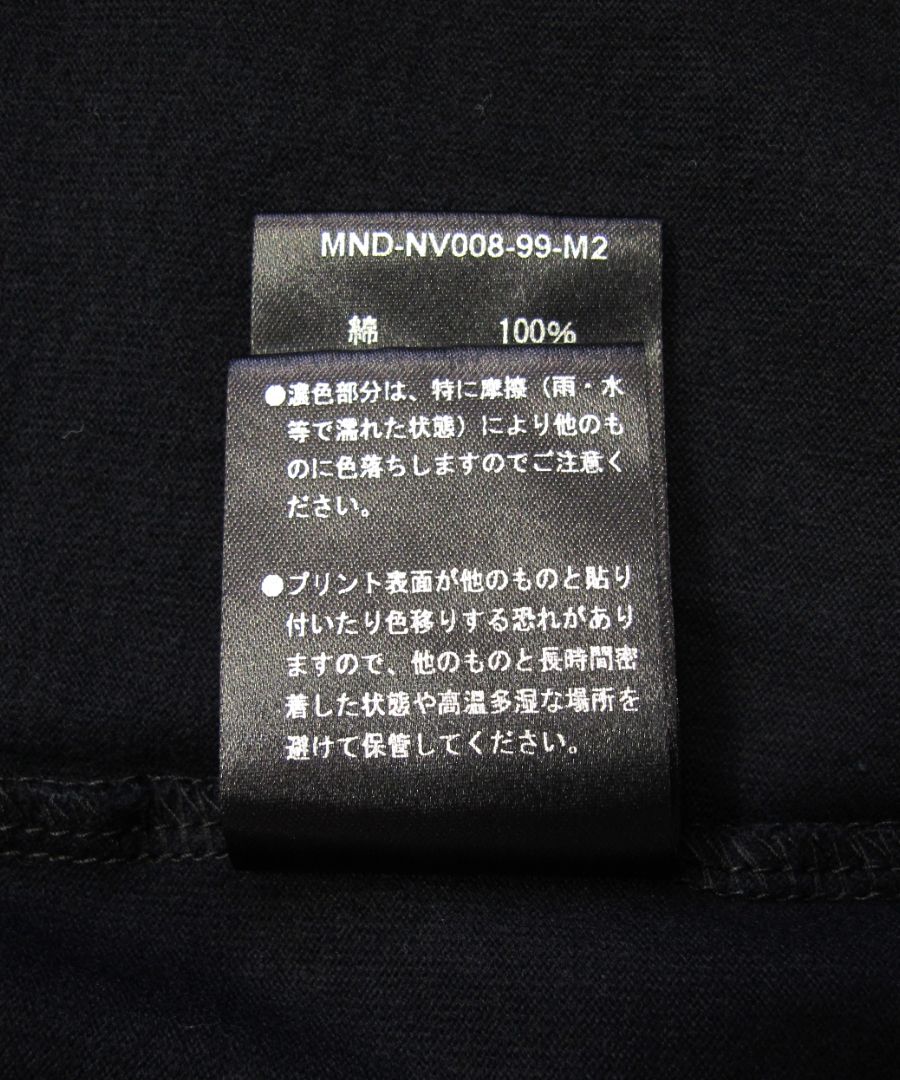 MND-NV008-99-M2
綿 100%
●濃色部分は、特に摩擦（雨・水
等で濡れた状態）により他のも
のに色落ちしますのでご注意く
ださい。
●プリント表面が他のものと貼り
付いたり色移りする恐れがあり
ますので、他のものと長時間密
着した状態や高温多湿な場所を
避けて保管してください。